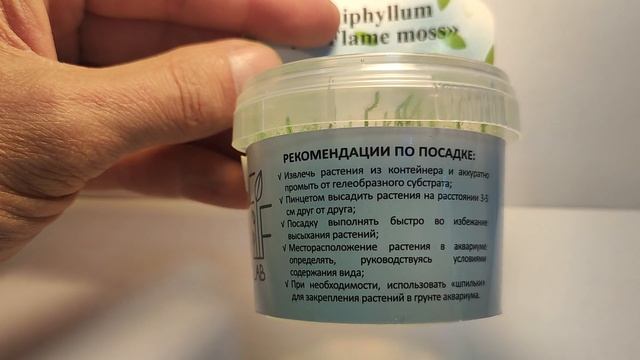 iphyllum
flame moss»
РЕКОМЕНДАЦИИ ПО ПОСАДКЕ:
√ Извлечь растения из контейнера и аккуратно
промыть от гелеобразного субстрата;
√ Пинцетом высадить растения на расстоянии 3-5
см друг от друга;
√ Посадку выполнять быстро во избежание
высыхания растений;
√ Месторасположение растения в аквариуме
определять, руководствуясь условиями
содержания вида;
√ При необходимости, использовать «шпильки»
для закрепления растений в грунте аквариума.
AB